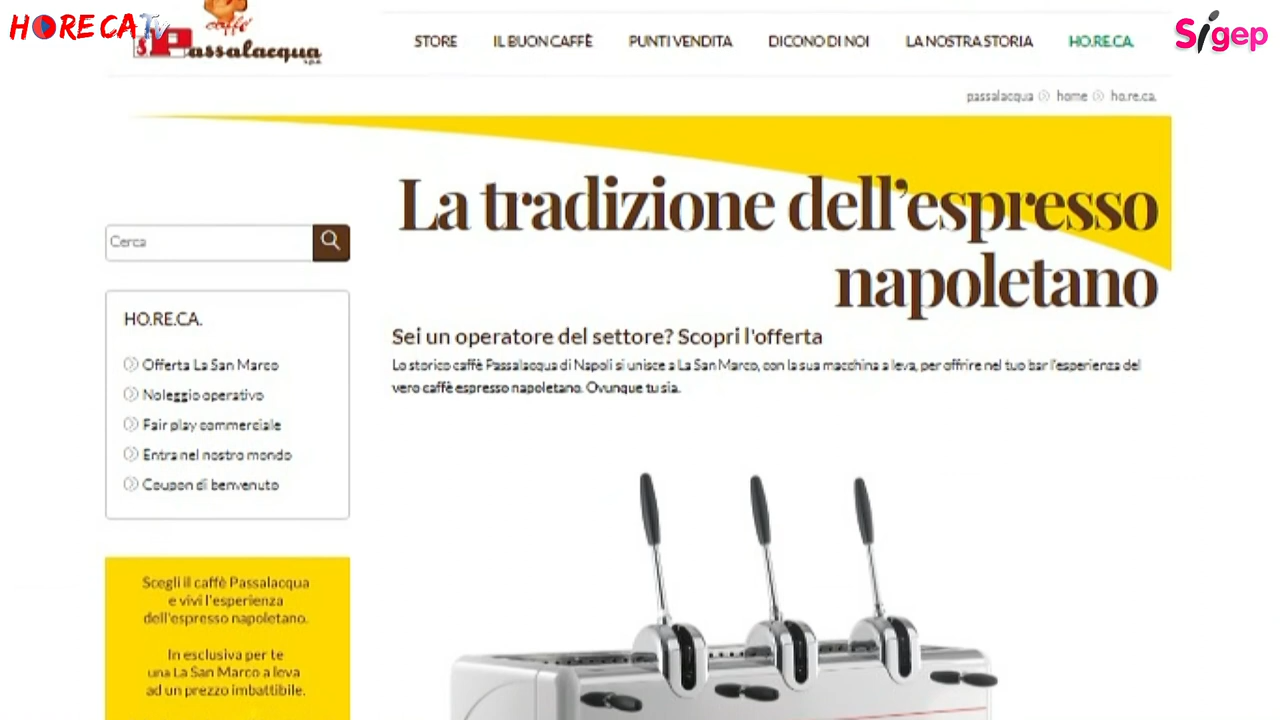 HORECA Tv
caffè
Passalacqua
s.p.a.
STORE IL BUON CAFFÈ PUNTI VENDITA DICONO DI NOI LA NOSTRA STORIA HO.RE.CA.
Sigep
passalacqua home ho.re.ca.
La tradizione dell’espresso
napoletano
Cerca
HO.RE.CA.
Offerta La San Marco
Noleggio operativo
Fair play commerciale
Entra nel nostro mondo
Coupon di benvenuto
Sei un operatore del settore? Scopri l'offerta
Lo storico caffè Passalacqua di Napoli si unisce a La San Marco, con la sua macchina a leva, per offrire nel tuo bar l'esperienza del
vero caffè espresso napoletano. Ovunque tu sia.
Scegli il caffè Passalacqua
e vivi l'esperienza
dell'espresso napoletano.
In esclusiva per te
una La San Marco a leva
ad un prezzo imbattibile.